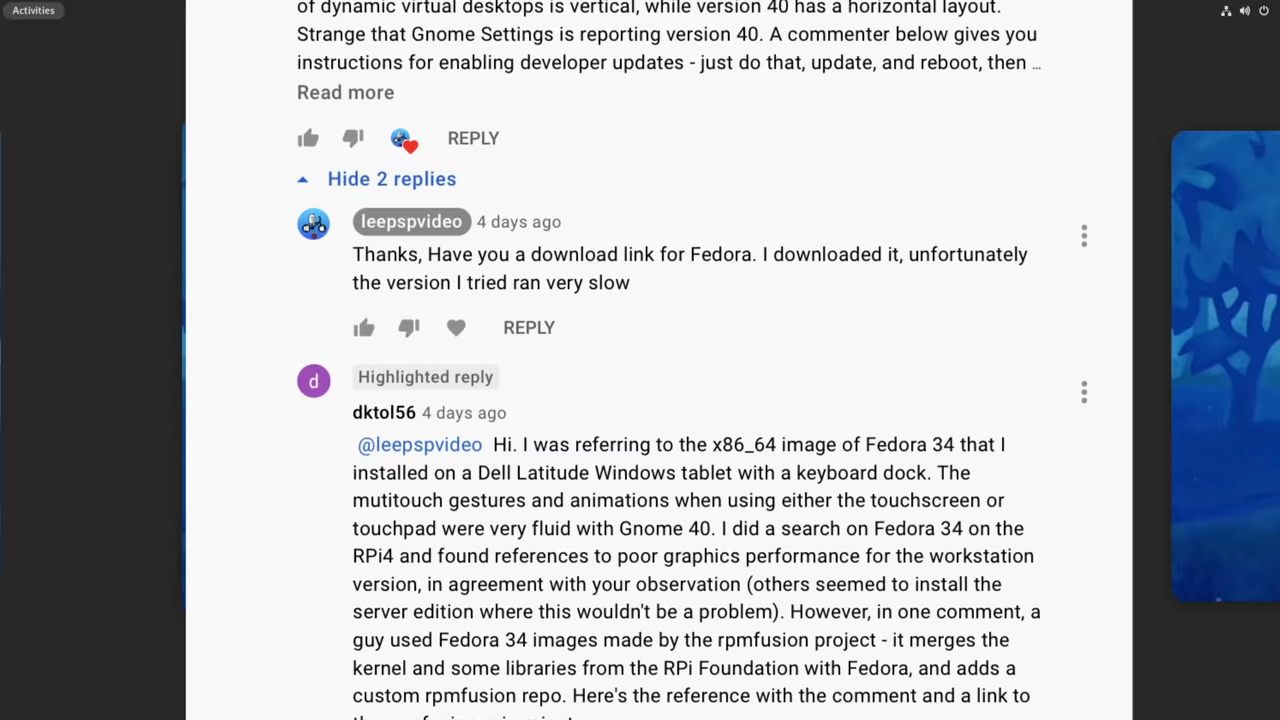 Activities
of dynamic virtual desktops is vertical, while version 40 has a horizontal layout.
Strange that Gnome Settings is reporting version 40. A commenter below gives you
instructions for enabling developer updates - just do that, update, and reboot, then ...
Read more
REPLY
Hide 2 replies
leepspvideo 4 days ago
Thanks, Have you a download link for Fedora. I downloaded it, unfortunately
the version I tried ran very slow
REPLY
d
Highlighted reply
dktol56 4 days ago
@leepspvideo Hi. I was referring to the x86_64 image of Fedora 34 that I
installed on a Dell Latitude Windows tablet with a keyboard dock. The
mutitouch gestures and animations when using either the touchscreen or
touchpad were very fluid with Gnome 40. I did a search on Fedora 34 on the
RPi4 and found references to poor graphics performance for the workstation
version, in agreement with your observation (others seemed to install the
server edition where this wouldn't be a problem). However, in one comment, a
guy used Fedora 34 images made by the rpmfusion project - it merges the
kernel and some libraries from the RPi Foundation with Fedora, and adds a
custom rpmfusion repo. Here's the reference with the comment and a link to